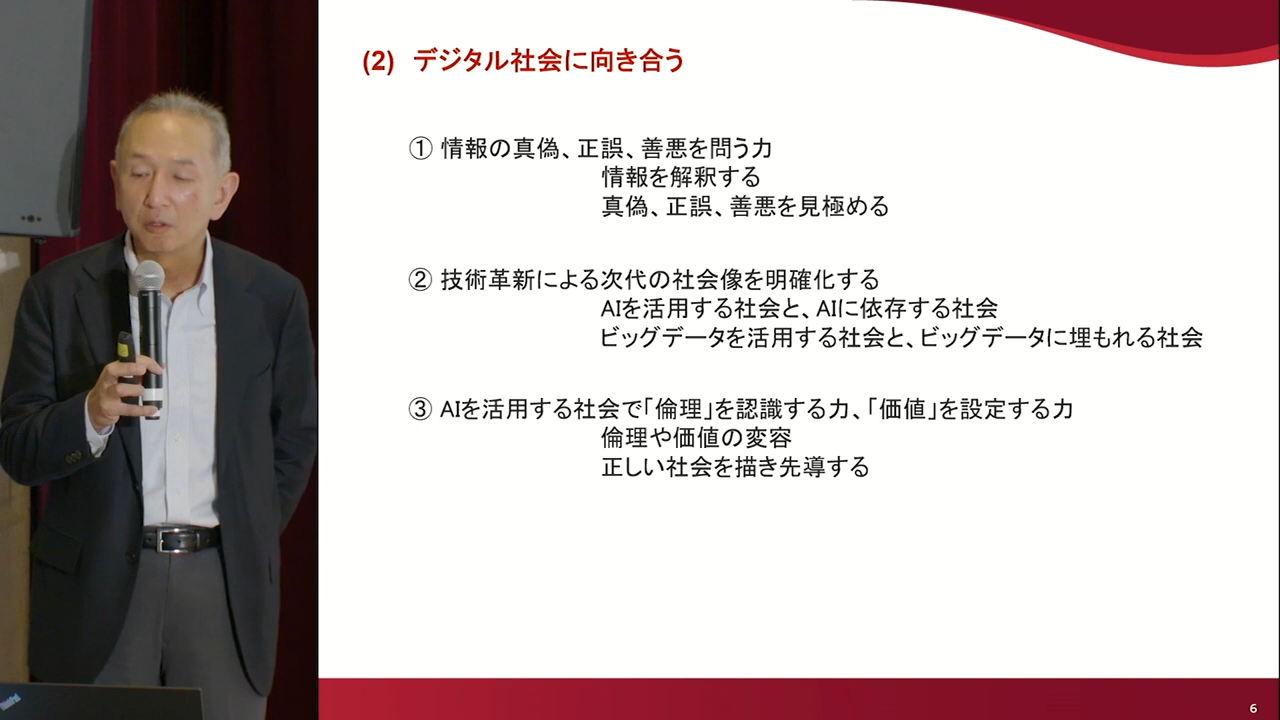 (2) デジタル社会に向き合う
① 情報の真偽、正誤、善悪を問う力
情報を解釈する
真偽、正誤、善悪を見極める
② 技術革新による次代の社会像を明確化する
AIを活用する社会と、AIに依存する社会
ビッグデータを活用する社会と、ビッグデータに埋もれる社会
③ AIを活用する社会で「倫理」を認識する力、「価値」を設定する力
倫理や価値の変容
正しい社会を描き先導する
6
ThinkPad